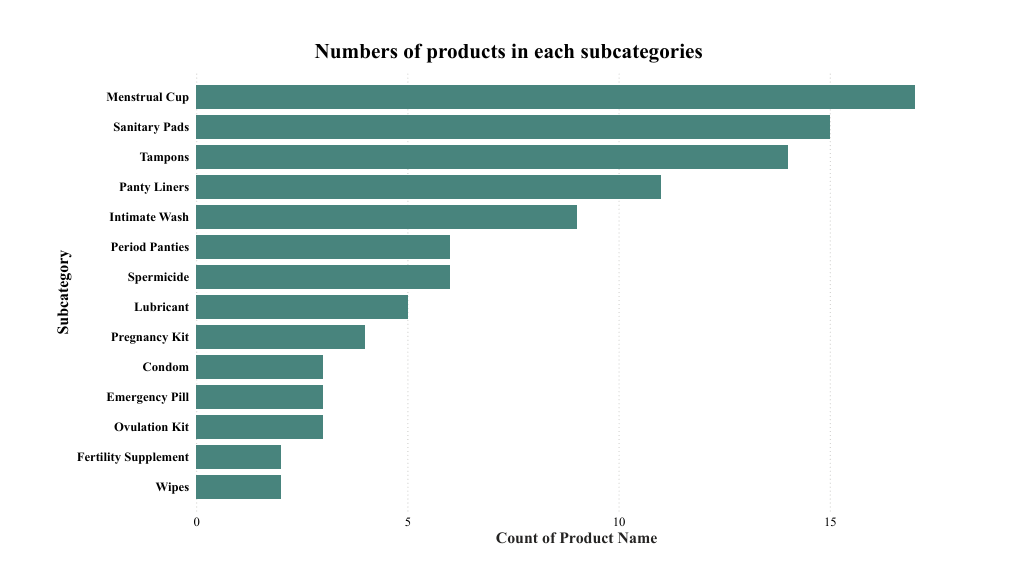 Numbers of products in each subcategories
Subcategory
Menstrual Cup
Sanitary Pads
Tampons
Panty Liners
Intimate Wash
Period Panties
Spermicide
Lubricant
Pregnancy Kit
Condom
Emergency Pill
Ovulation Kit
Fertility Supplement
Wipes
0 5 10 15
Count of Product Name